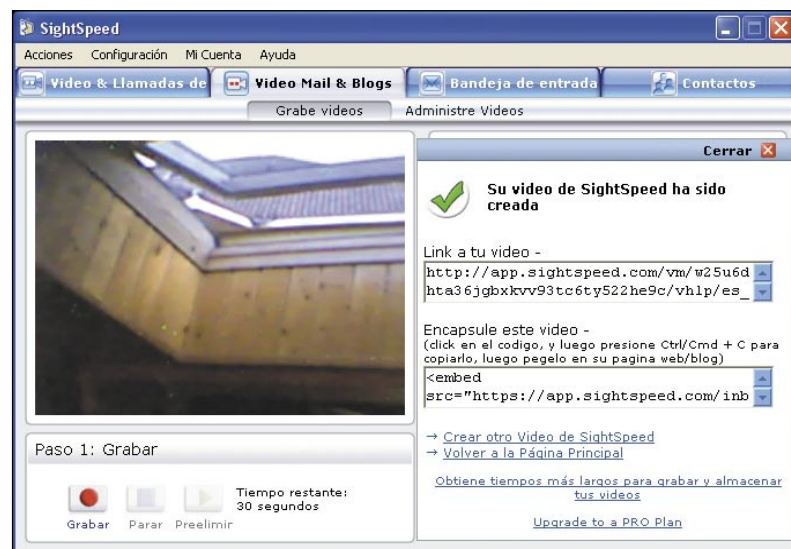 SightSpeed
Acciones Configuración Mi Cuenta Ayuda
Video & Llamadas de Video Mail & Blogs Bandeja de entrada Contactos
Grabe videos Administre Videos
Cerrar
Su video de SightSpeed ha sido
creada
Link a tu video -
http://app.sightspeed.com/vm/w25u6d
hta36jgbxkvv93tc6ty522he9c/vhlp/es_
Encapsule este video -
(click en el codigo, y luego presione Ctrl/Cmd + C para
copiarlo, luego pegelo en su pagina web/blog)
<embed
src="https://app.sightspeed.com/inb
→ Crear otro Video de SightSpeed
→ Volver a la Página Principal
Obtiene tiempos más largos para grabar y almacenar
tus videos
Upgrade to a PRO Plan
Paso 1: Grabar
Tiempo restante:
30 segundos
Grabar Parar Preelimir